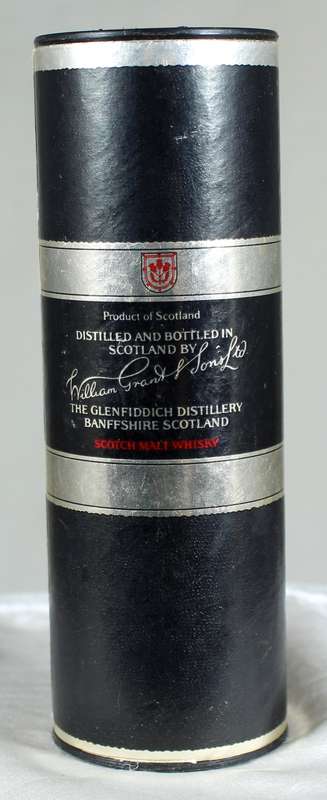 Product of Scotland
DISTILLED AND BOTTLED IN
SCOTLAND BY
William Grant & Sons Ltd
THE GLENFIDDICH DISTILLERY
BANFFSHIRE SCOTLAND
SCOTCH MALT WHISKY